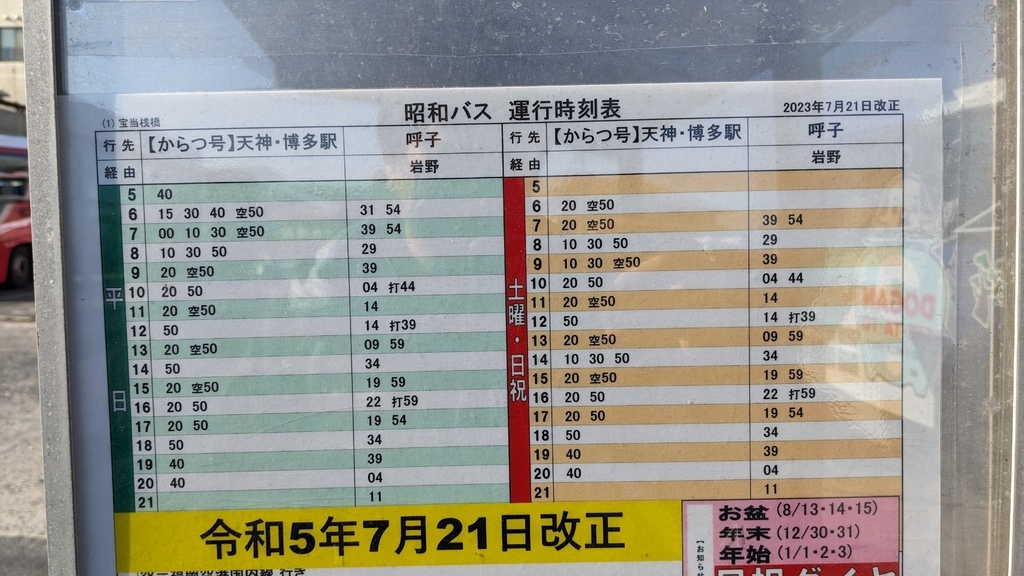 昭和バス 運行時刻表
2023年7月21日改正
(1) 宝当桟橋
行先 【からつ号】天神・博多駅 呼子 行先 【からつ号】天神・博多駅 呼子
経由 岩野 経由 岩野
平日
土曜・日祝
5 40 5
6 15 30 40 空50 31 54 6 20 空50
7 00 10 30 空50 39 54 7 20 空50 39 54
8 10 30 50 29 8 10 30 50 29
9 20 空50 39 9 10 30 空50 39
10 20 50 04 打44 10 20 50 04 44
11 20 空50 14 11 20 空50 14
12 50 14 打39 12 50 14 打39
13 20 空50 09 59 13 20 空50 09 59
14 50 34 14 10 30 50 34
15 20 空50 19 59 15 20 空50 19 59
16 20 50 22 打59 16 20 50 22 打59
17 20 50 19 54 17 20 50 19 54
18 50 34 18 50 34
19 40 39 19 40 39
20 40 04 20 40 04
21 11 21 11
令和5年7月21日改正
お盆 (8/13・14・15)
年末 (12/30・31)
年始 (1/1・2・3)
【お知らせ